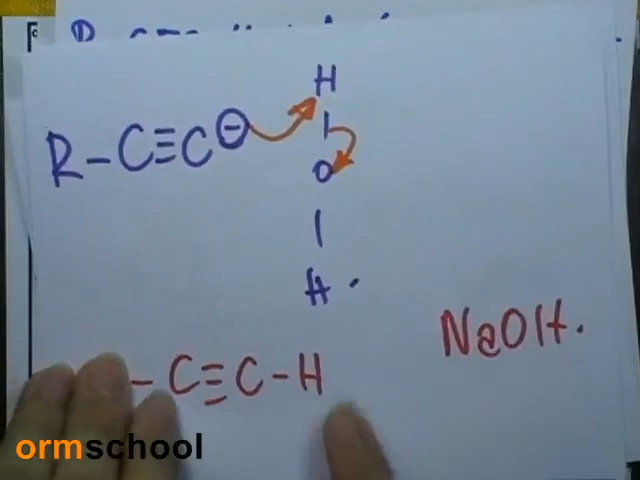 H
R-C≡C⊖
|
O
|
H.
NaOH.
-C≡C-H
ormschool